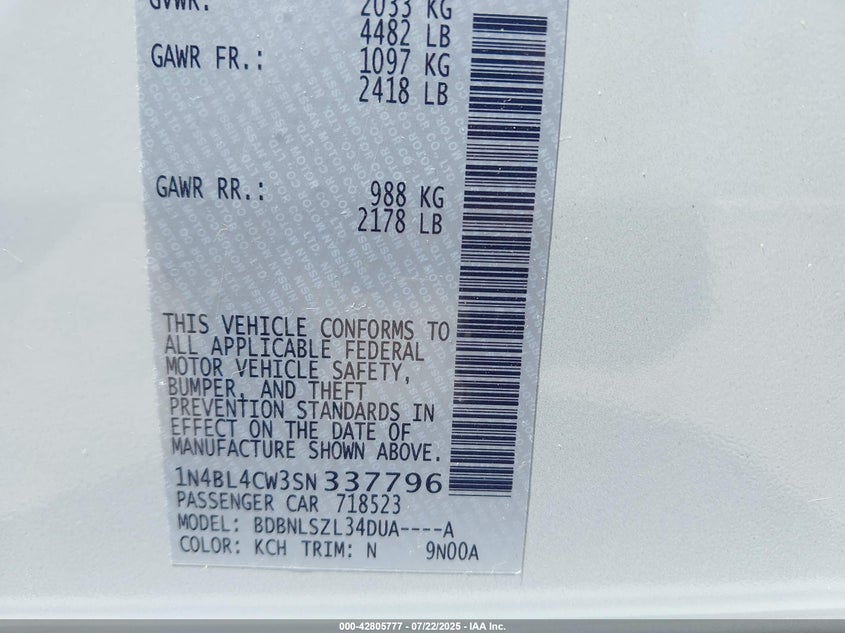 GVWR: 2033 KG
4482 LB
GAWR FR.: 1097 KG
2418 LB
GAWR RR.: 988 KG
2178 LB
THIS VEHICLE CONFORMS TO
ALL APPLICABLE FEDERAL
MOTOR VEHICLE SAFETY,
BUMPER, AND THEFT
PREVENTION STANDARDS IN
EFFECT ON THE DATE OF
MANUFACTURE SHOWN ABOVE.
1N4BL4CW3SN337796
PASSENGER CAR 718523
MODEL: BDBNLSZL34DUA----A
COLOR: KCH TRIM: N 9N00A
000-42805777 - 07/22/2025 - IAA Inc.